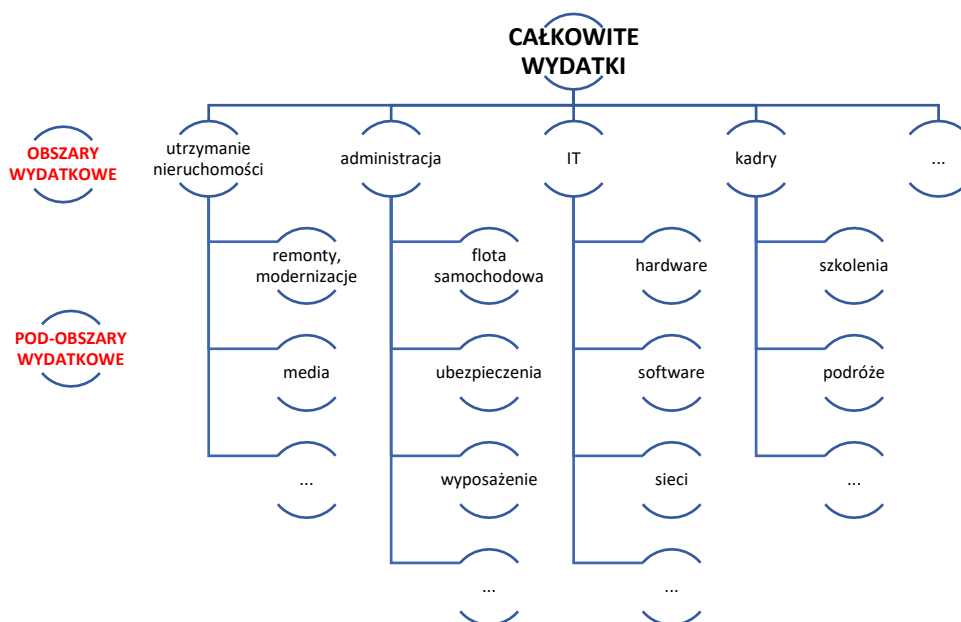 CAŁKOWITE
WYDATKI
OBSZARY
WYDATKOWE
utrzymanie
nieruchomości
administracja
IT
kadry
...
remonty,
modernizacje
flota
samochodowa
hardware
szkolenia
POD-OBSZARY
WYDATKOWE
media
ubezpieczenia
software
podróże
...
wyposażenie
sieci
...
...
...